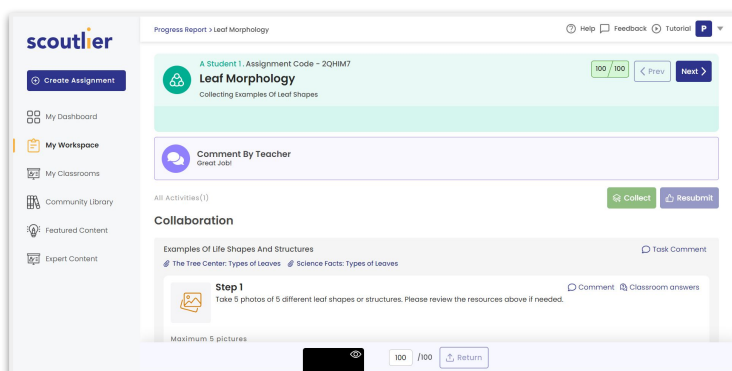 scoutlier
Progress Report > Leaf Morphology
Help Feedback Tutorial P
Create Assignment
My Dashboard
My Workspace
My Classrooms
Community Library
Featured Content
Expert Content
A Student 1. Assignment Code - 2QHIM7
Leaf Morphology
Collecting Examples Of Leaf Shapes
100/100 Prev Next
Comment By Teacher
Great Job!
All Activities(1)
Collect Resubmit
Collaboration
Examples Of Life Shapes And Structures
Task Comment
The Tree Center: Types of Leaves Science Facts: Types of Leaves
Step 1
Comment Classroom answers
Take 5 photos of 5 different leaf shapes or structures. Please review the resources above if needed.
Maximum 5 pictures
100 /100 Return